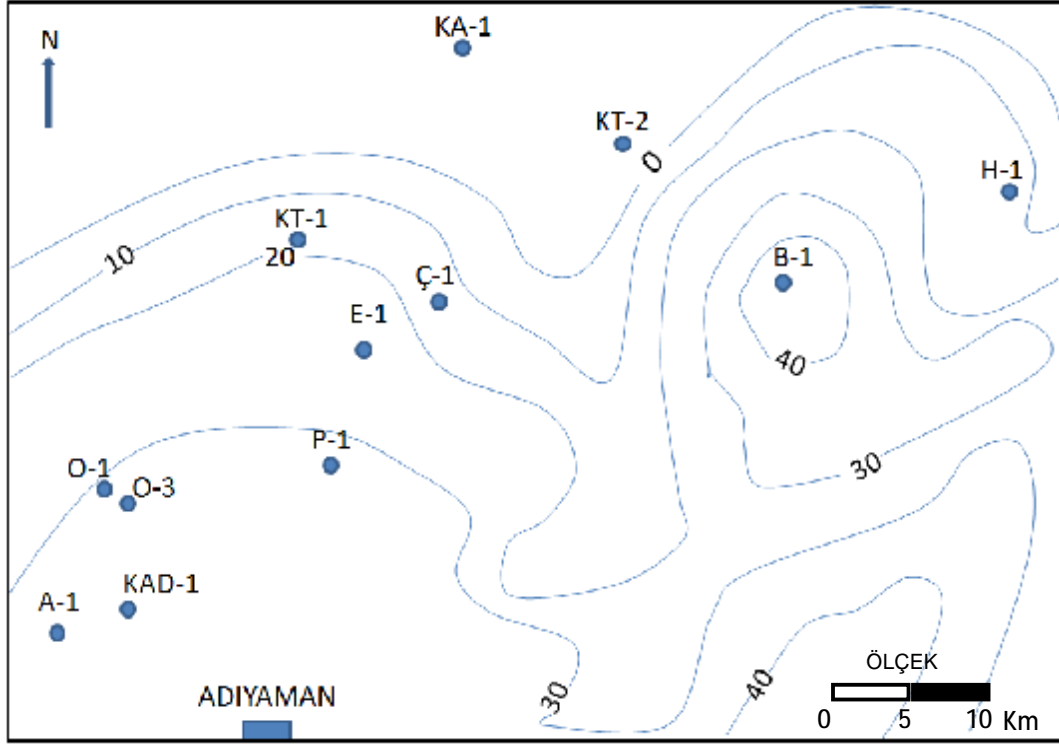 KA-1
N
KT-2
0
H-1
KT-1
10
20
B-1
Ç-1
E-1
40
P-1
O-1
30
O-3
KAD-1
A-1
ÖLÇEK
ADIYAMAN
30
40
0 5 10 Km